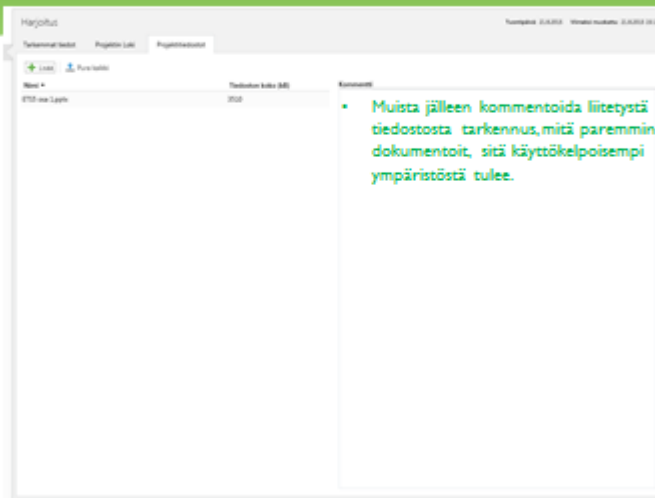 Harjoitus
Tarkemmat tiedot Projektin Loki Projektitiedostot
Lisää Pura kaikki
Nimi Tiedoston koko (kB) Kommentti
• Muista jälleen kommentoida liitetystä
tiedostosta tarkennus, mitä paremmin
dokumentoit, sitä käyttökelpoisempi
ympäristöstä tulee.